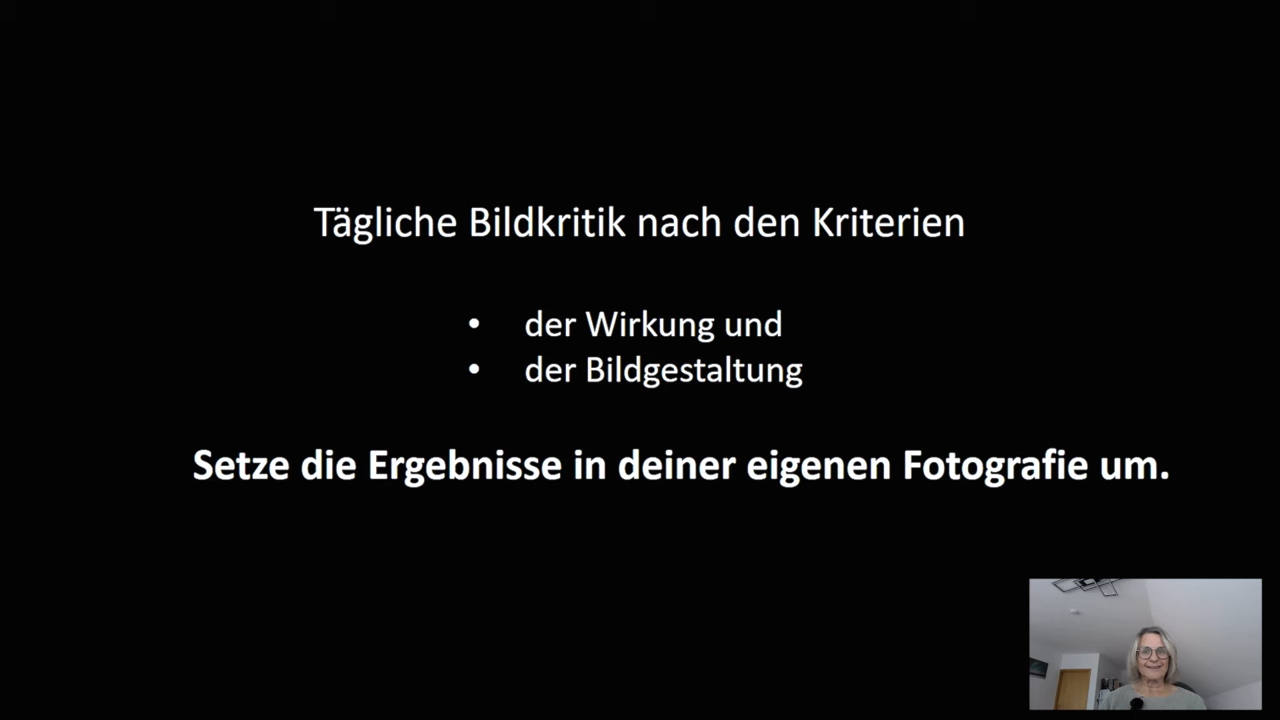 Tägliche Bildkritik nach den Kriterien
• der Wirkung und
• der Bildgestaltung
Setze die Ergebnisse in deiner eigenen Fotografie um.